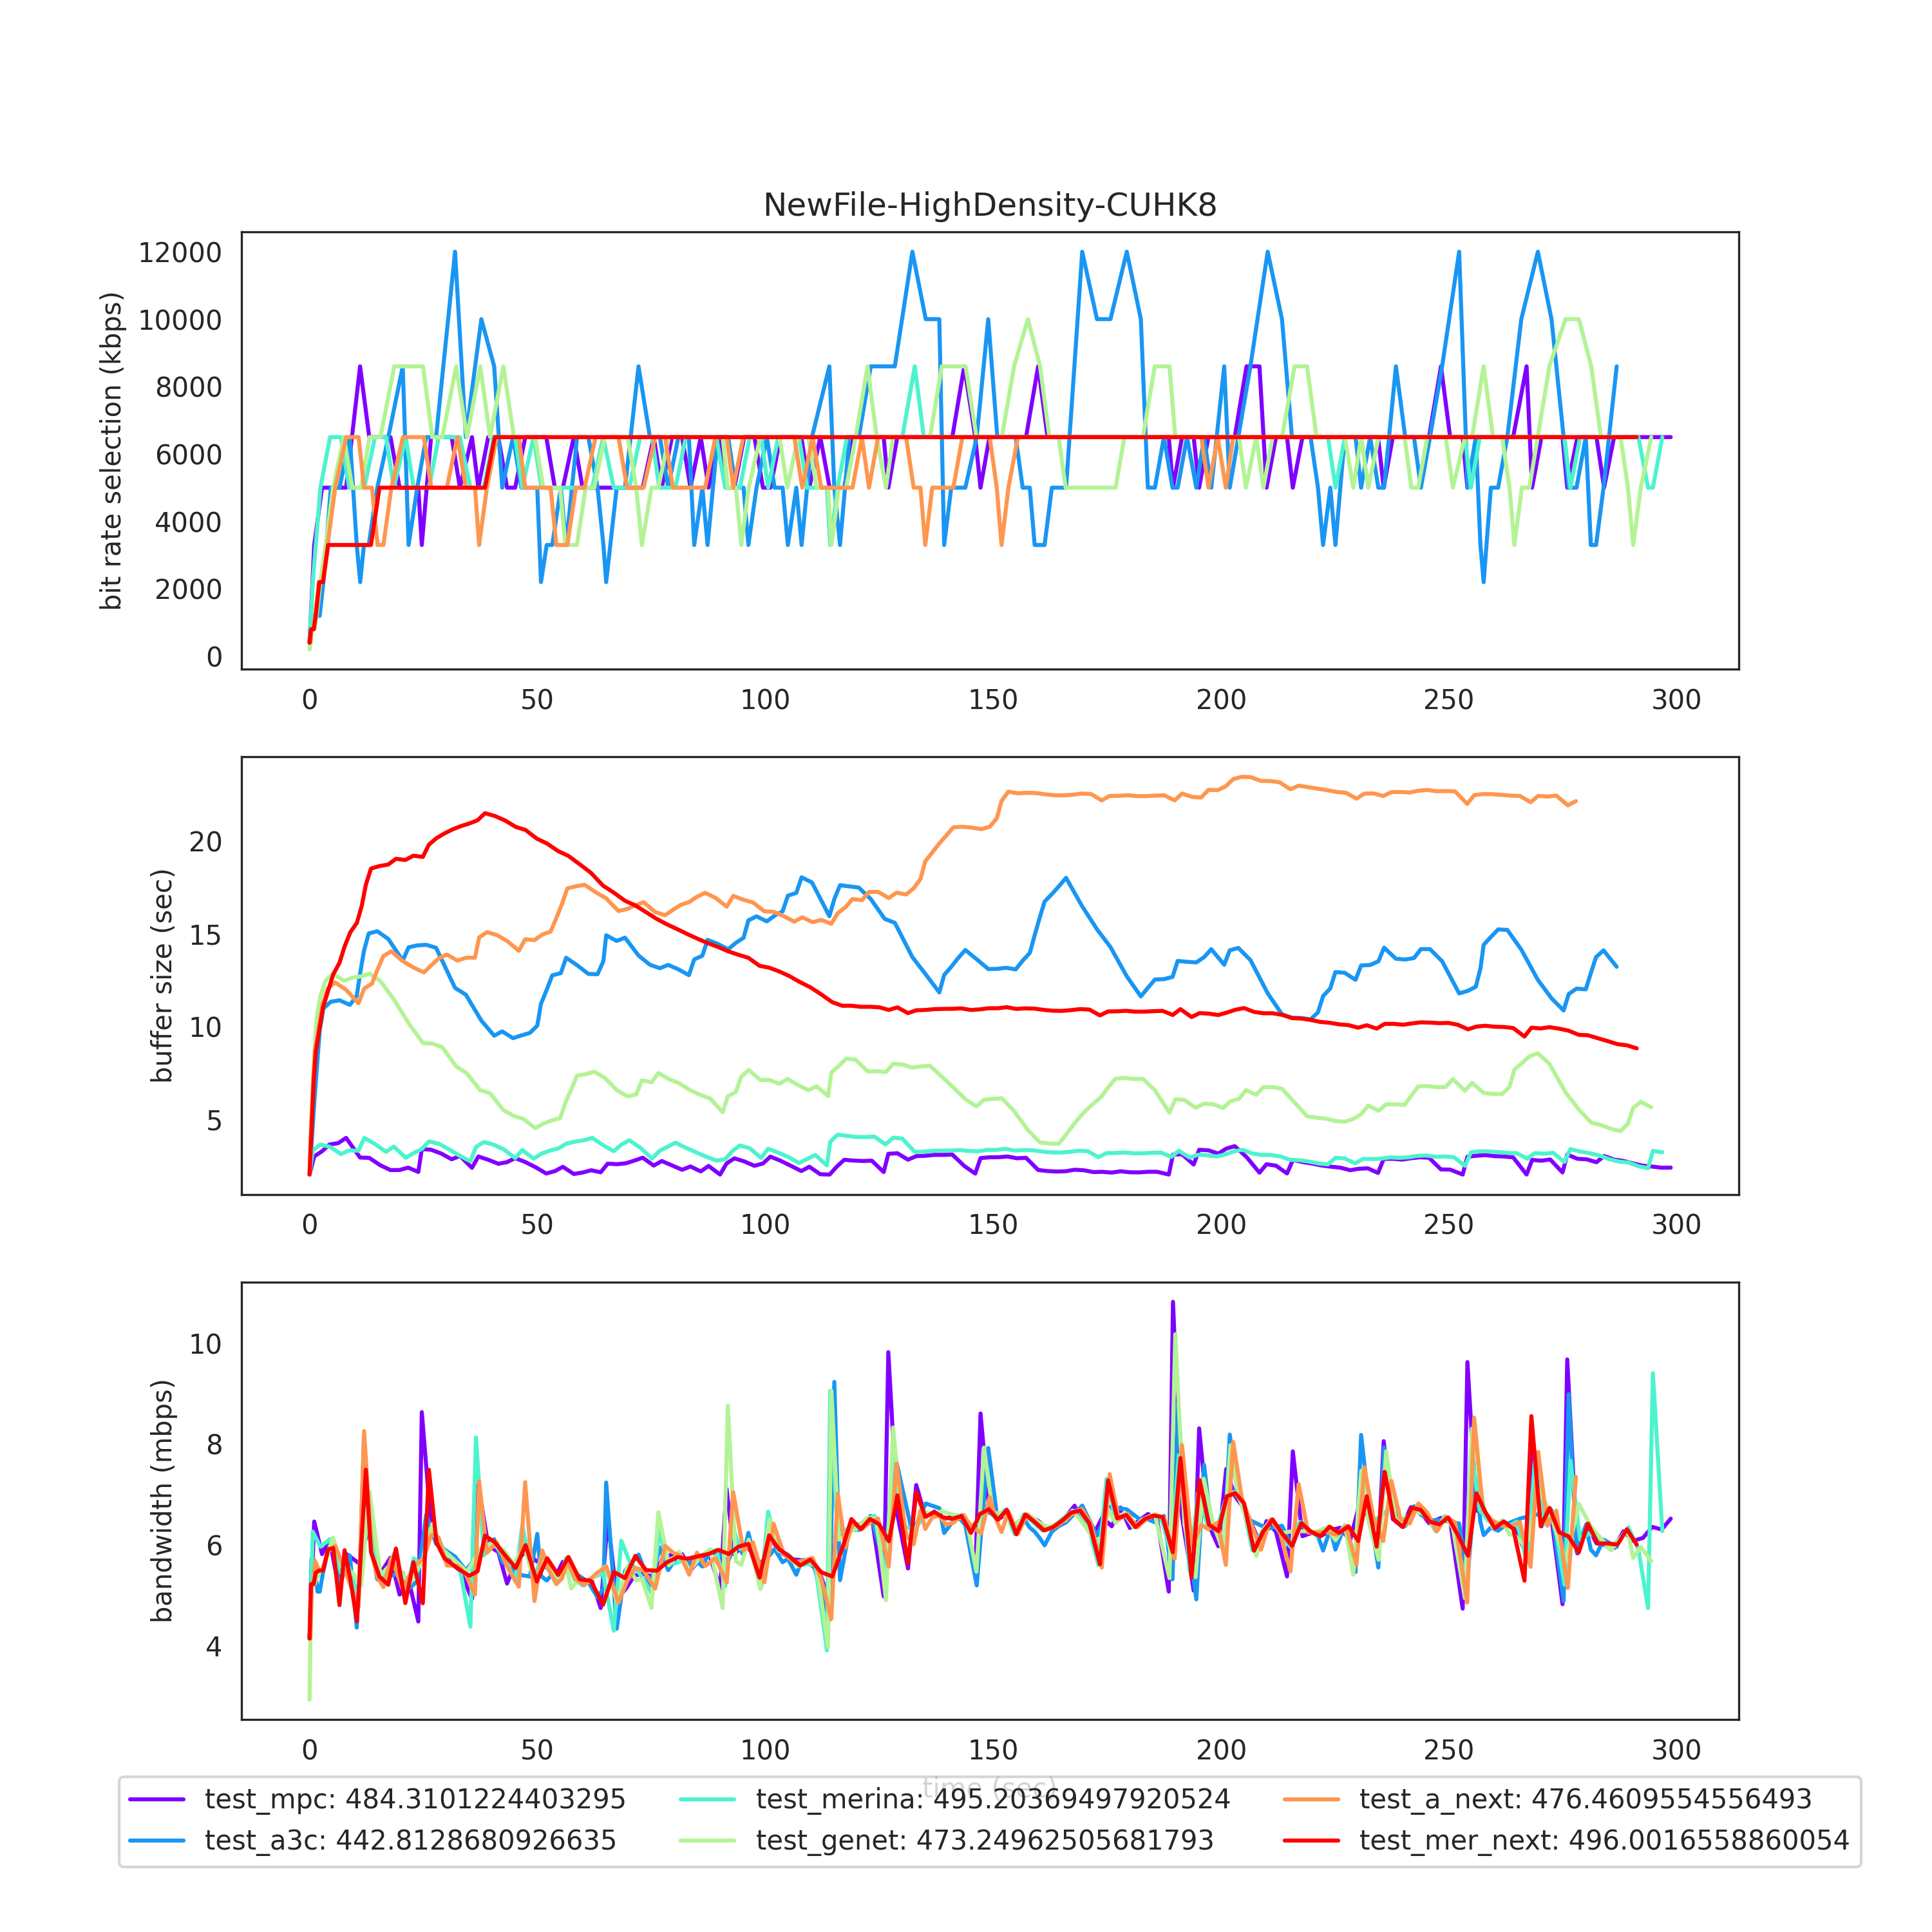 NewFile-HighDensity-CUHK8
bit rate selection (kbps)
12000
10000
8000
6000
4000
2000
0
0 50 100 150 200 250 300
buffer size (sec)
20
15
10
5
0 50 100 150 200 250 300
bandwidth (mbps)
10
8
6
4
0 50 100 150 200 250 300
time (sec)
test_mpc: 484.3101224403295 test_merina: 495.20369497920524 test_a_next: 476.4609554556493
test_a3c: 442.8128680926635 test_genet: 473.24962505681793 test_mer_next: 496.0016558860054